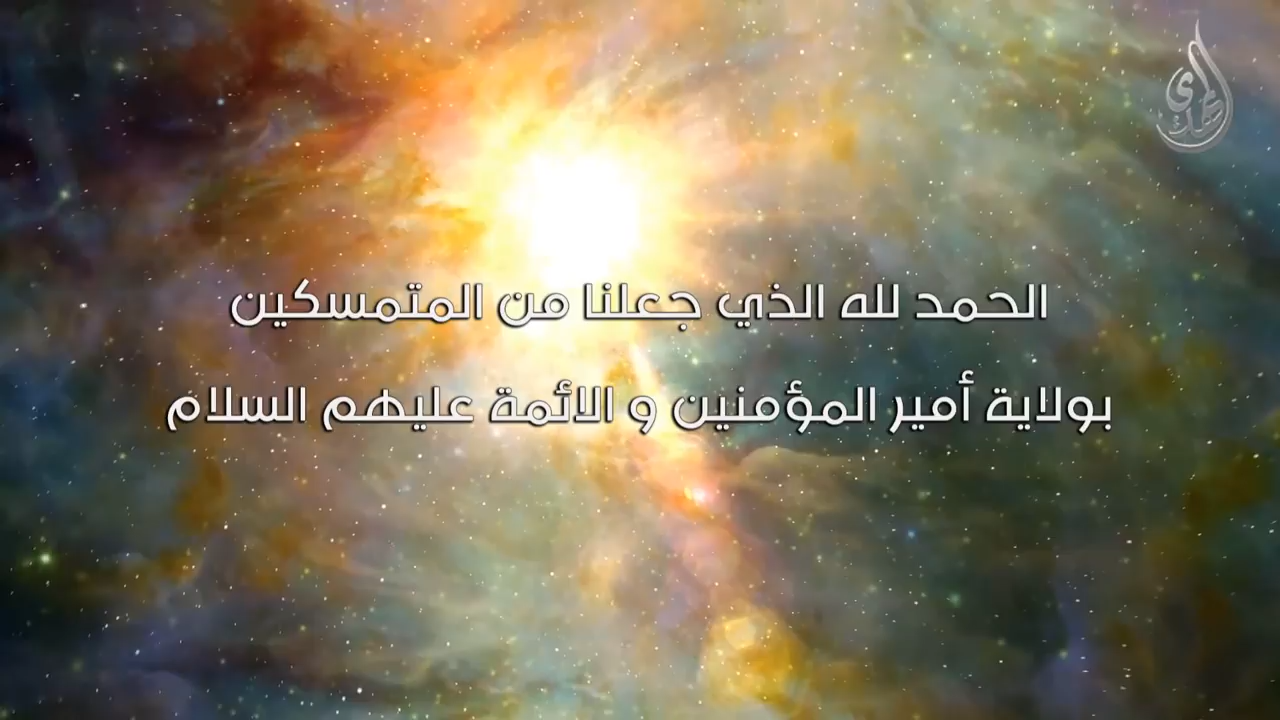 الحمد لله الذي جعلنا من المتمسكين
بولاية أمير المؤمنين و الائمة عليهم السلام